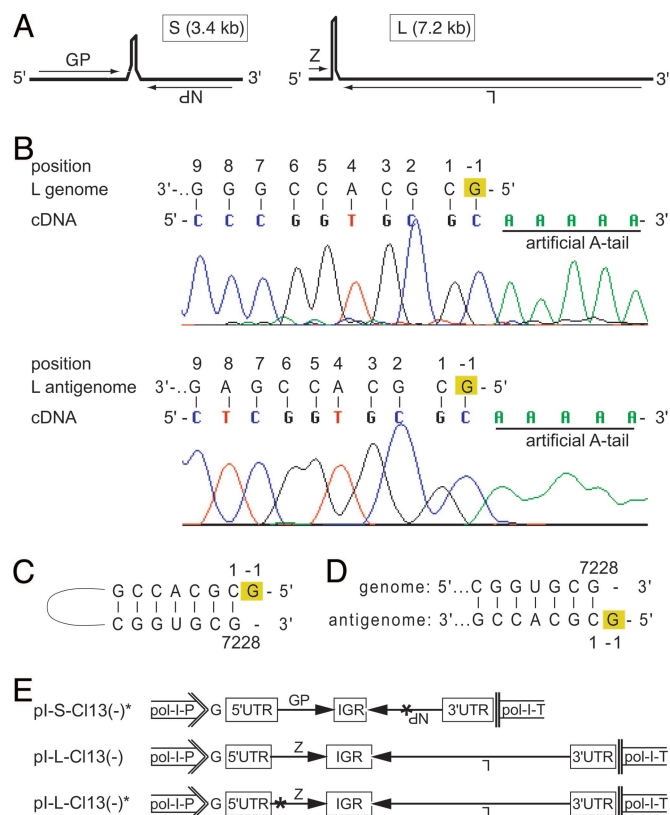 A
S (3.4 kb)
L (7.2 kb)
5' GP NP 3'
5' Z L 3'
B
position 9 8 7 6 5 4 3 2 1 -1
L genome 3'-.. G G G C C A C G C G - 5'
cDNA 5' - C C C G G T G C G C A A A A A - 3'
artificial A-tail
position 9 8 7 6 5 4 3 2 1 -1
L antigenome 3'-.. G A G C C A C G C G - 5'
cDNA 5' - C T C G G T G C G C A A A A A - 3'
artificial A-tail
C
1 -1
G C C A C G C G - 5'
C G G U G C G - 3'
7228
D
7228
genome: 5'...C G G U G C G - 3'
antigenome: 3'...G C C A C G C G - 5'
1 -1
E
pI-S-Cl13(-)* pol-I-P G 5'UTR GP IGR * NP 3'UTR pol-I-T
pI-L-Cl13(-) pol-I-P G 5'UTR Z IGR L 3'UTR pol-I-T
pI-L-Cl13(-)* pol-I-P G 5'UTR * Z IGR L 3'UTR pol-I-T